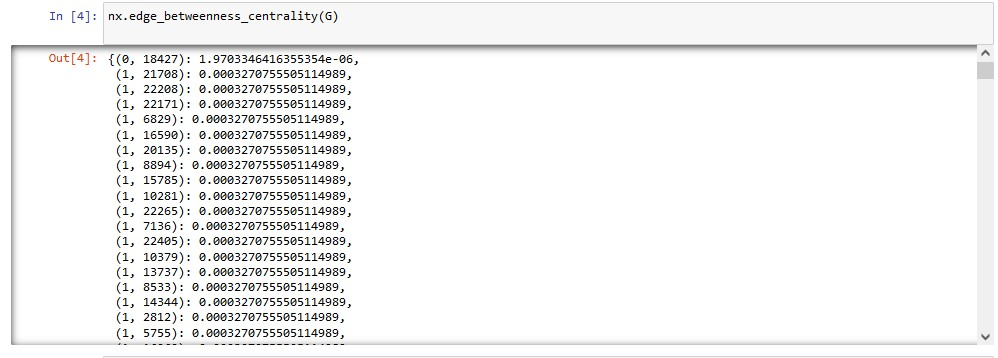 In [4]: nx.edge_betweenness_centrality(G)
Out[4]: {(0, 18427): 1.9703346416355354e-06,
(1, 21708): 0.0003270755505114989,
(1, 22208): 0.0003270755505114989,
(1, 22171): 0.0003270755505114989,
(1, 6829): 0.0003270755505114989,
(1, 16590): 0.0003270755505114989,
(1, 20135): 0.0003270755505114989,
(1, 8894): 0.0003270755505114989,
(1, 15785): 0.0003270755505114989,
(1, 10281): 0.0003270755505114989,
(1, 22265): 0.0003270755505114989,
(1, 7136): 0.0003270755505114989,
(1, 22405): 0.0003270755505114989,
(1, 10379): 0.0003270755505114989,
(1, 13737): 0.0003270755505114989,
(1, 8533): 0.0003270755505114989,
(1, 14344): 0.0003270755505114989,
(1, 2812): 0.0003270755505114989,
(1, 5755): 0.0003270755505114989,